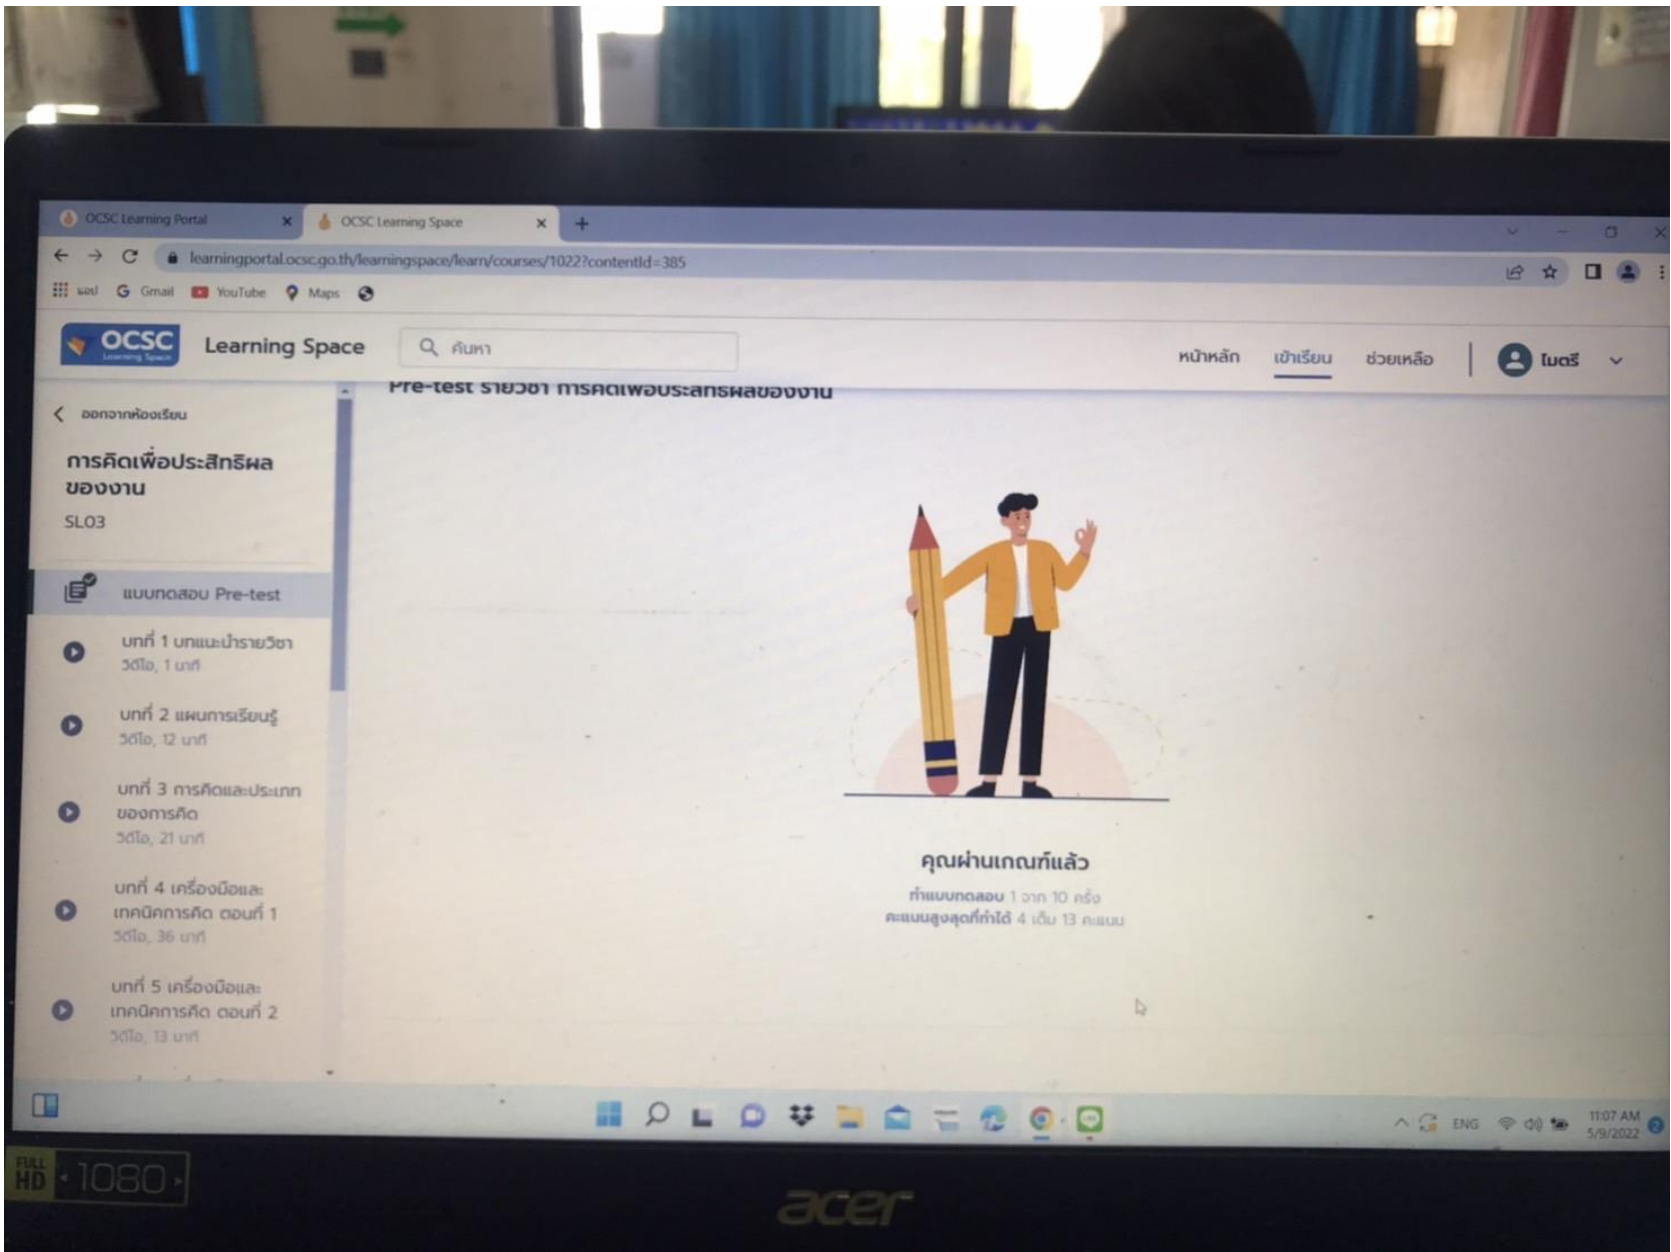 OCSC Learning Portal
OCSC Learning Space
learningportal.ocsc.go.th/learningspace/learn/courses/1022?contentId=385
แอป Gmail YouTube Maps
OCSC
Learning Space
Learning Space
ค้นหา
หน้าหลัก เข้าเรียน ช่วยเหลือ ไมตรี
Pre-test รายวิชา การคิดเพื่อประสิทธิผลของงาน
ออกจากห้องเรียน
การคิดเพื่อประสิทธิผล
ของงาน
SL03
แบบทดสอบ Pre-test
บทที่ 1 บทแนะนำรายวิชา
วิดีโอ, 1 นาที
บทที่ 2 แผนการเรียนรู้
วิดีโอ, 12 นาที
บทที่ 3 การคิดและประเภท
ของการคิด
วิดีโอ, 21 นาที
บทที่ 4 เครื่องมือและ
เทคนิคการคิด ตอนที่ 1
วิดีโอ, 36 นาที
บทที่ 5 เครื่องมือและ
เทคนิคการคิด ตอนที่ 2
วิดีโอ, 13 นาที
คุณผ่านเกณฑ์แล้ว
ทำแบบทดสอบ 1 จาก 10 ครั้ง
คะแนนสูงสุดที่ทำได้ 4 เต็ม 13 คะแนน
ENG
11:07 AM
5/9/2022
2
FULL
HD 1080
acer